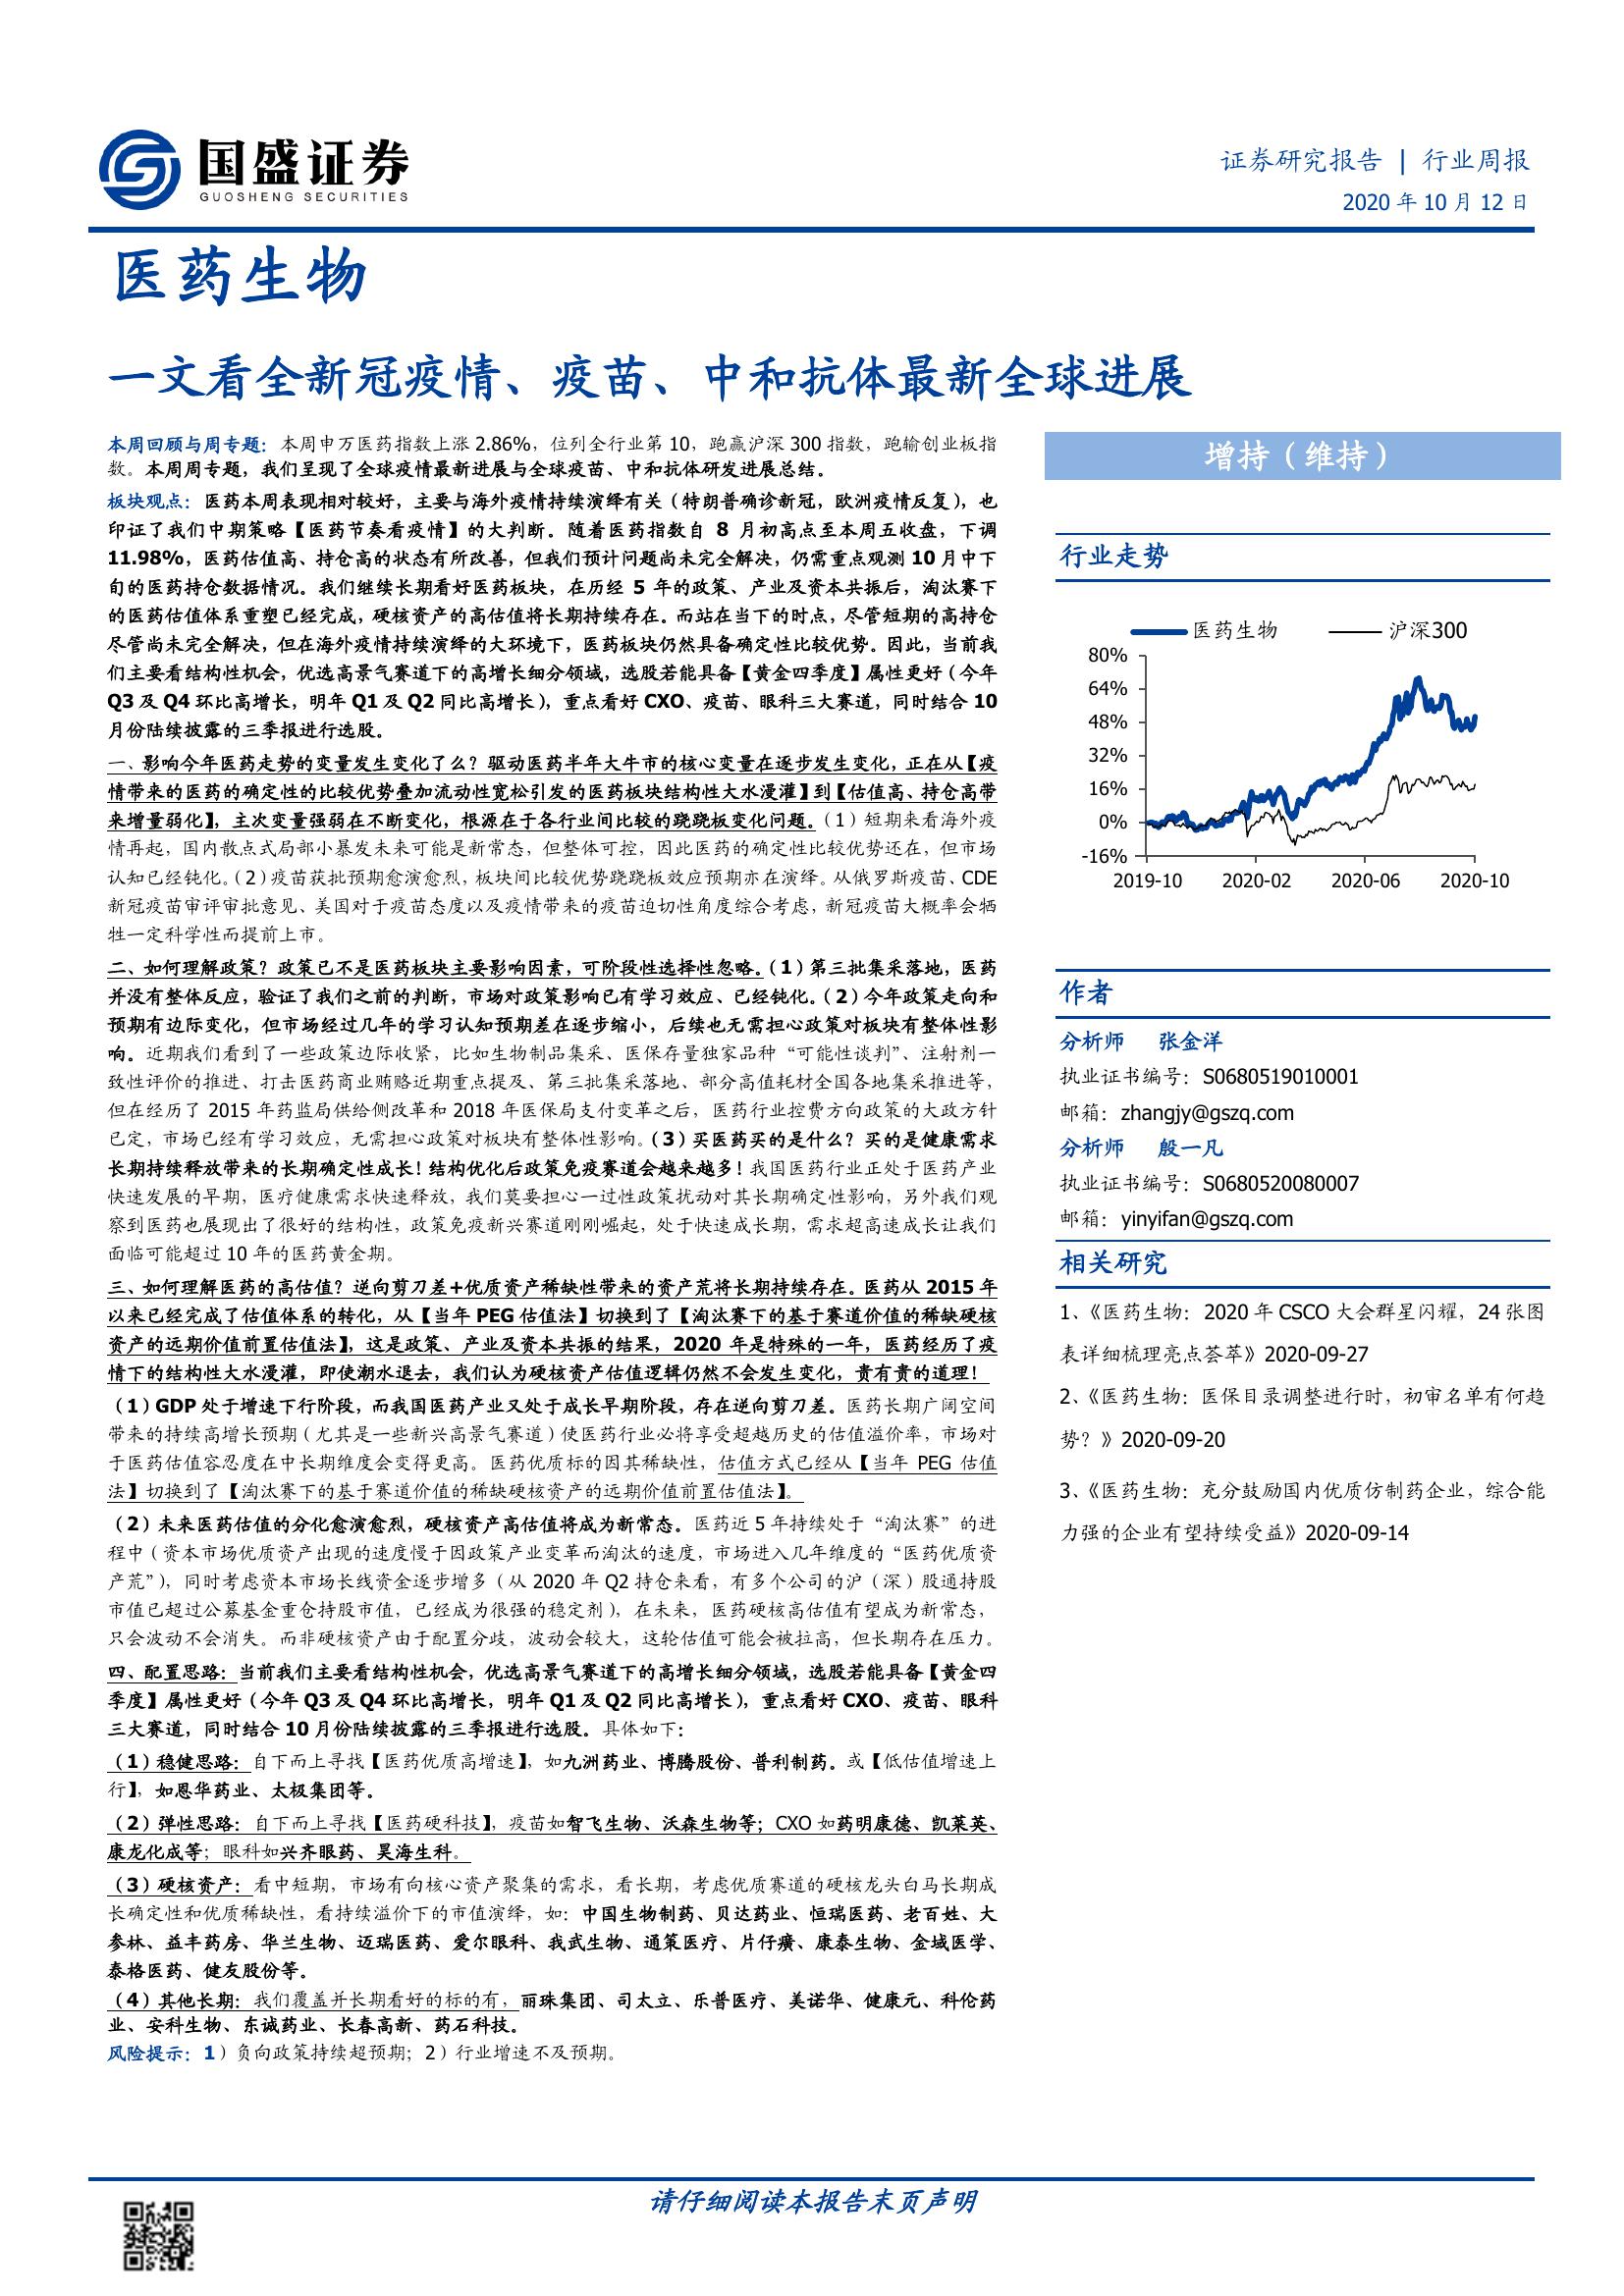 国盛证券
GUOSHENG SECURITIES
证券研究报告 | 行业周报
2020 年 10 月 12 日
医药生物
一文看全新冠疫情、疫苗、中和抗体最新全球进展
本周回顾与周专题：本周申万医药指数上涨 2.86%，位列全行业第 10，跑赢沪深 300 指数，跑输创业板指
数。本周周专题，我们呈现了全球疫情最新进展与全球疫苗、中和抗体研发进展总结。
板块观点：医药本周表现相对较好，主要与海外疫情持续演绎有关（特朗普确诊新冠，欧洲疫情反复），也
印证了我们中期策略【医药节奏看疫情】的大判断。随着医药指数自 8 月初高点至本周五收盘，下调
11.98%，医药估值高、持仓高的状态有所改善，但我们预计问题尚未完全解决，仍需重点观测 10 月中下
旬的医药持仓数据情况。我们继续长期看好医药板块，在历经 5 年的政策、产业及资本共振后，淘汰赛下
的医药估值体系重塑已经完成，硬核资产的高估值将长期持续存在。而站在当下的时点，尽管短期的高持仓
尽管尚未完全解决，但在海外疫情持续演绎的大环境下，医药板块仍然具备确定性比较优势。因此，当前我
们主要看结构性机会，优选高景气赛道下的高增长细分领域，选股若能具备【黄金四季度】属性更好（今年
Q3 及 Q4 环比高增长，明年 Q1 及 Q2 同比高增长），重点看好 CXO、疫苗、眼科三大赛道，同时结合 10
月份陆续披露的三季报进行选股。
一、影响今年医药走势的变量发生变化了么？驱动医药半年大牛市的核心变量在逐步发生变化，正在从【疫
情带来的医药的确定性的比较优势叠加流动性宽松引发的医药板块结构性大水漫灌】到【估值高、持仓高带
来增量弱化】，主次变量强弱在不断变化，根源在于各行业间比较的跷跷板变化问题。（1）短期来看海外疫
情再起，国内散点式局部小暴发未来可能是新常态，但整体可控，因此医药的确定性比较优势还在，但市场
认知已经钝化。（2）疫苗获批预期愈演愈烈，板块间比较优势跷跷板效应预期亦在演绎。从俄罗斯疫苗、CDE
新冠疫苗审评审批意见、美国对于疫苗态度以及疫情带来的疫苗迫切性角度综合考虑，新冠疫苗大概率会牺
牲一定科学性而提前上市。
二、如何理解政策？政策已不是医药板块主要影响因素，可阶段性选择性忽略。（1）第三批集采落地，医药
并没有整体反应，验证了我们之前的判断，市场对政策影响已有学习效应、已经钝化。（2）今年政策走向和
预期有边际变化，但市场经过几年的学习认知预期差在逐步缩小，后续也无需担心政策对板块有整体性影
响。近期我们看到了一些政策边际收紧，比如生物制品集采、医保存量独家品种“可能性谈判”、注射剂一
致性评价的推进、打击医药商业贿赂近期重点提及、第三批集采落地、部分高值耗材全国各地集采推进等，
但在经历了 2015 年药监局供给侧改革和 2018 年医保局支付变革之后，医药行业控费方向政策的大政方针
已定，市场已经有学习效应，无需担心政策对板块有整体性影响。（3）买医药买的是什么？买的是健康需求
长期持续释放带来的长期确定性成长！结构优化后政策免疫赛道会越来越多！我国医药行业正处于医药产业
快速发展的早期，医疗健康需求快速释放，我们莫要担心一过性政策扰动对其长期确定性影响，另外我们观
察到医药也展现出了很好的结构性，政策免疫新兴赛道刚刚崛起，处于快速成长期，需求超高速成长让我们
面临可能超过 10 年的医药黄金期。
三、如何理解医药的高估值？逆向剪刀差+优质资产稀缺性带来的资产荒将长期持续存在。医药从 2015 年
以来已经完成了估值体系的转化，从【当年 PEG 估值法】切换到了【淘汰赛下的基于赛道价值的稀缺硬核
资产的远期价值前置估值法】，这是政策、产业及资本共振的结果，2020 年是特殊的一年，医药经历了疫
情下的结构性大水漫灌，即使潮水退去，我们认为硬核资产估值逻辑仍然不会发生变化，贵有贵的道理！
（1）GDP 处于增速下行阶段，而我国医药产业又处于成长早期阶段，存在逆向剪刀差。医药长期广阔空间
带来的持续高增长预期（尤其是一些新兴高景气赛道）使医药行业必将享受超越历史的估值溢价率，市场对
于医药估值容忍度在中长期维度会变得更高。医药优质标的因其稀缺性，估值方式已经从【当年 PEG 估值
法】切换到了【淘汰赛下的基于赛道价值的稀缺硬核资产的远期价值前置估值法】。
（2）未来医药估值的分化愈演愈烈，硬核资产高估值将成为新常态。医药近 5 年持续处于“淘汰赛”的进
程中（资本市场优质资产出现的速度慢于因政策产业变革而淘汰的速度，市场进入几年维度的“医药优质资
产荒”），同时考虑资本市场长线资金逐步增多（从 2020 年 Q2 持仓来看，有多个公司的沪（深）股通持股
市值已超过公募基金重仓持股市值，已经成为很强的稳定剂），在未来，医药硬核高估值有望成为新常态，
只会波动不会消失。而非硬核资产由于配置分歧，波动会较大，这轮估值可能会被拉高，但长期存在压力。
四、配置思路：当前我们主要看结构性机会，优选高景气赛道下的高增长细分领域，选股若能具备【黄金四
季度】属性更好（今年 Q3 及 Q4 环比高增长，明年 Q1 及 Q2 同比高增长），重点看好 CXO、疫苗、眼科
三大赛道，同时结合 10 月份陆续披露的三季报进行选股。具体如下：
（1）稳健思路：自下而上寻找【医药优质高增速】，如九洲药业、博腾股份、普利制药。或【低估值增速上
行】，如恩华药业、太极集团等。
（2）弹性思路：自下而上寻找【医药硬科技】，疫苗如智飞生物、沃森生物等；CXO 如药明康德、凯莱英、
康龙化成等；眼科如兴齐眼药、昊海生科。
（3）硬核资产：看中短期，市场有向核心资产聚集的需求，看长期，考虑优质赛道的硬核龙头白马长期成
长确定性和优质稀缺性，看持续溢价下的市值演绎，如：中国生物制药、贝达药业、恒瑞医药、老百姓、大
参林、益丰药房、华兰生物、迈瑞医药、爱尔眼科、我武生物、通策医疗、片仔癀、康泰生物、金域医学、
泰格医药、健友股份等。
（4）其他长期：我们覆盖并长期看好的标的有，丽珠集团、司太立、乐普医疗、美诺华、健康元、科伦药
业、安科生物、东诚药业、长春高新、药石科技。
风险提示：1）负向政策持续超预期；2）行业增速不及预期。
增持（维持）
行业走势
医药生物 沪深300
80%
64%
48%
32%
16%
0%
-16%
2019-10 2020-02 2020-06 2020-10
作者
分析师 张金洋
执业证书编号：S0680519010001
邮箱：zhangjy@gszq.com
分析师 殷一凡
执业证书编号：S0680520080007
邮箱：yinyifan@gszq.com
相关研究
1、《医药生物：2020 年 CSCO 大会群星闪耀，24 张图
表详细梳理亮点荟萃》2020-09-27
2、《医药生物：医保目录调整进行时，初审名单有何趋
势？》2020-09-20
3、《医药生物：充分鼓励国内优质仿制药企业，综合能
力强的企业有望持续受益》2020-09-14
请仔细阅读本报告末页声明